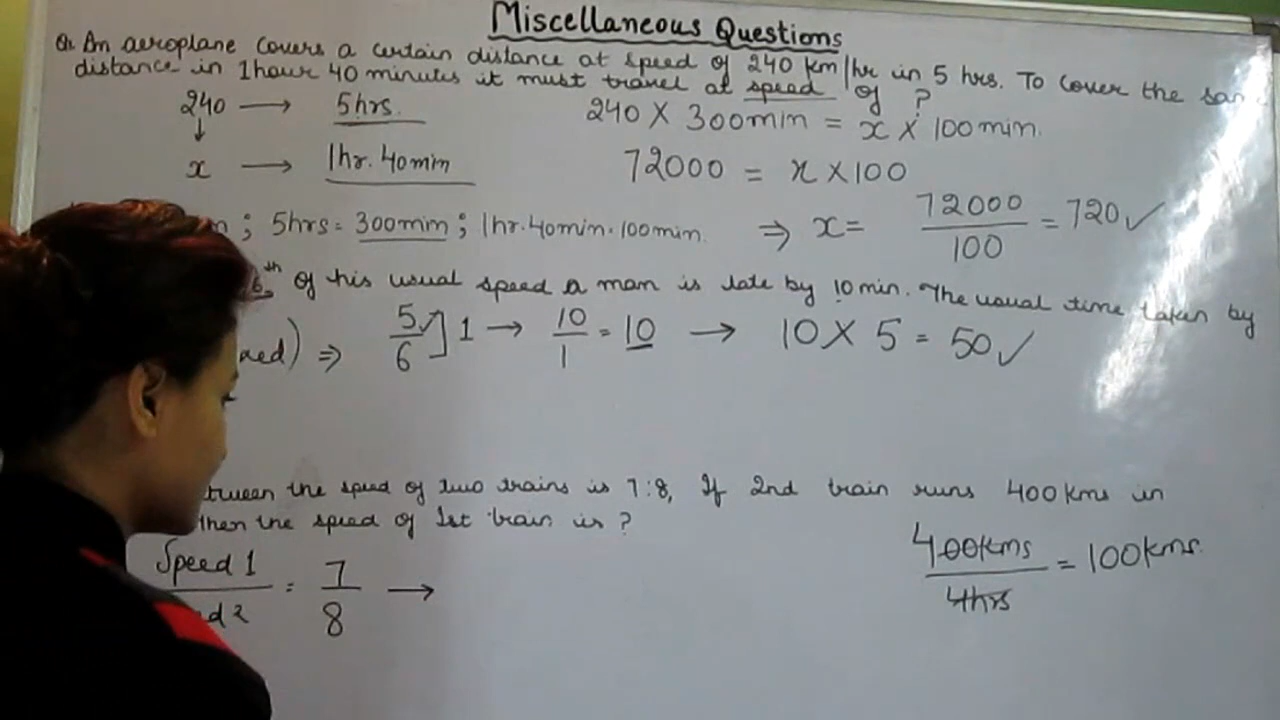 Miscellaneous Questions
Q. An aeroplane covers a certain distance at speed of 240 km/hr in 5 hrs. To cover the
distance in 1hour 40 minutes it must travel at speed of ?
240 → 5hrs.
240 X 300min = x X 100min.
↓
x → 1hr. 40min
72000 = x X 100
; 5hrs = 300min ; 1hr.40min = 100min.
⇒ x = 72000/100 = 720 ✓
6th of his usual speed a man is late by 10min. The usual time taken by
⇒ 5/6 ] 1 → 10/1 = 10 → 10 X 5 = 50 ✓
the speed of two trains is 7:8, If 2nd train runs 400kms in
then the speed of 1st train is ?
Speed 1 / 2 = 7/8 →
400kms / 4hrs = 100kms.